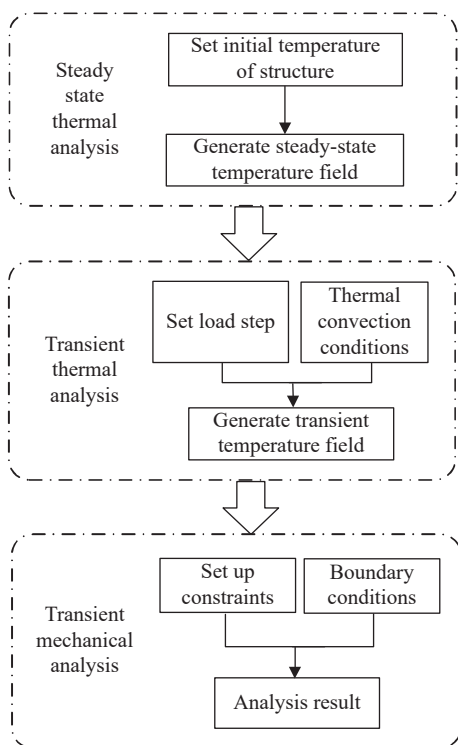 Steady
state
thermal
analysis
Set initial temperature
of structure
Generate steady-state
temperature field
Transient
thermal
analysis
Set load step
Thermal
convection
conditions
Generate transient
temperature field
Transient
mechanical
analysis
Set up
constraints
Boundary
conditions
Analysis result